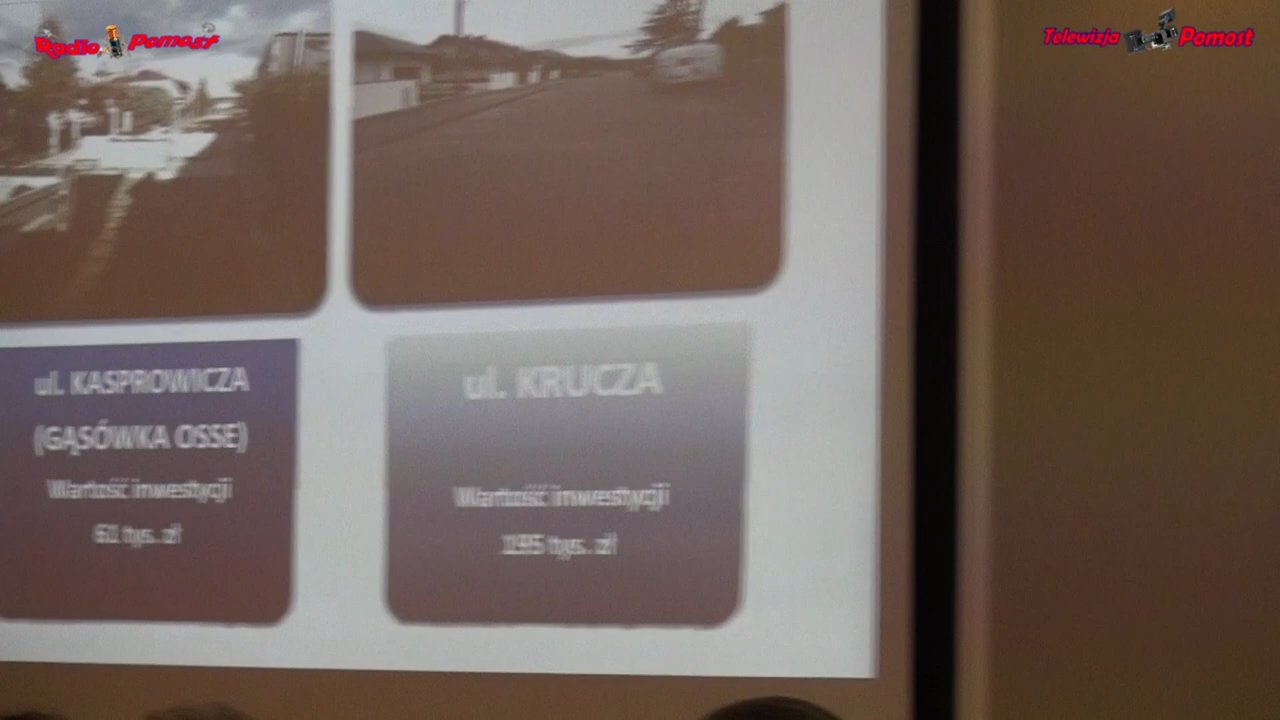 Radio Pomost
Telewizja Pomost
ul. KASPROWICZA
(GĄSÓWKA OSSE)
Wartość inwestycji
61 tys. zł
ul. KRUCZA
Wartość inwestycji
195 tys. zł